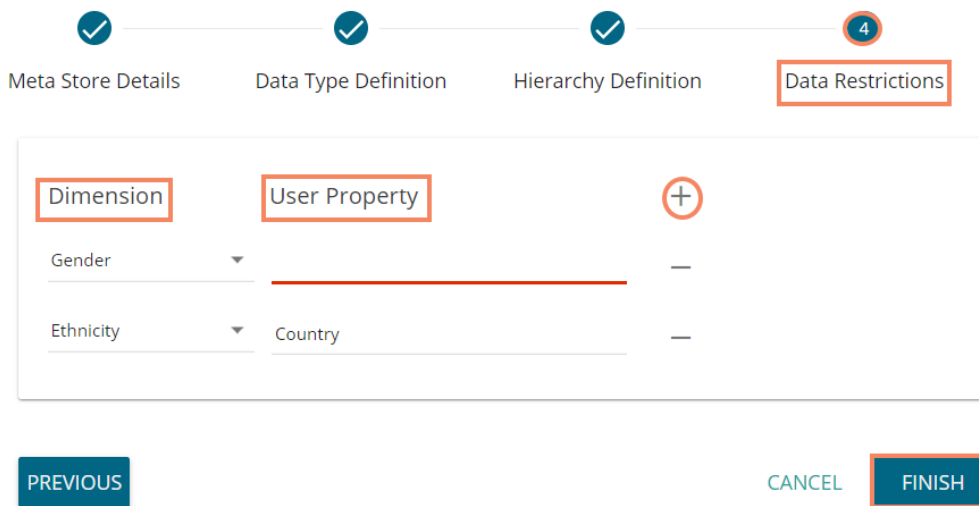 4
Meta Store Details Data Type Definition Hierarchy Definition Data Restrictions
Dimension User Property
Gender
Ethnicity Country
PREVIOUS CANCEL FINISH